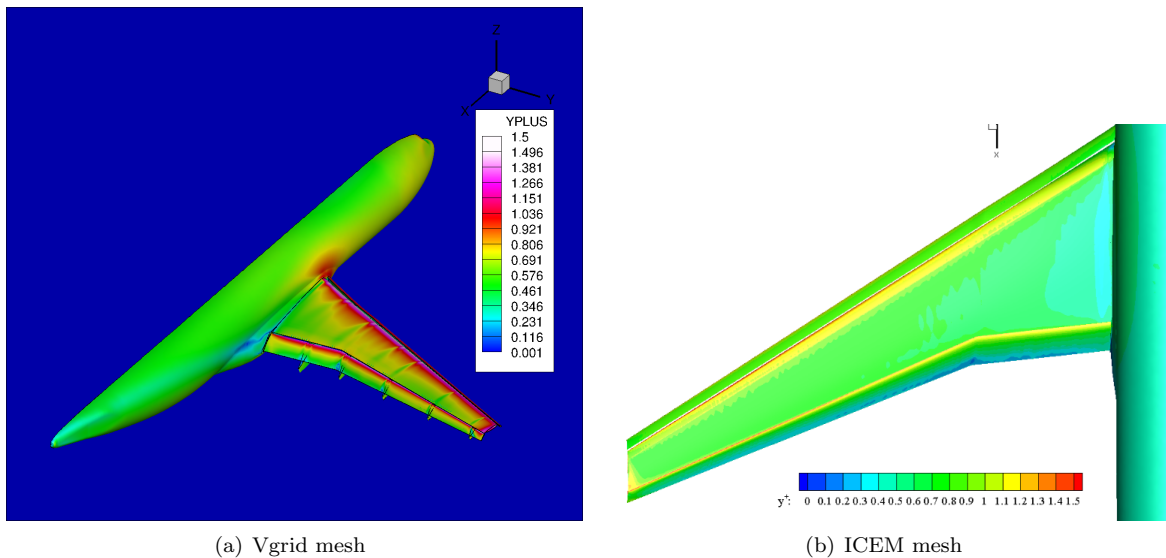 Z
X
Y
YPLUS
1.5
1.496
1.381
1.266
1.151
1.036
0.921
0.806
0.691
0.576
0.461
0.346
0.231
0.116
0.001
x
y+: 0 0.1 0.2 0.3 0.4 0.5 0.6 0.7 0.8 0.9 1 1.1 1.2 1.3 1.4 1.5
(a) Vgrid mesh
(b) ICEM mesh